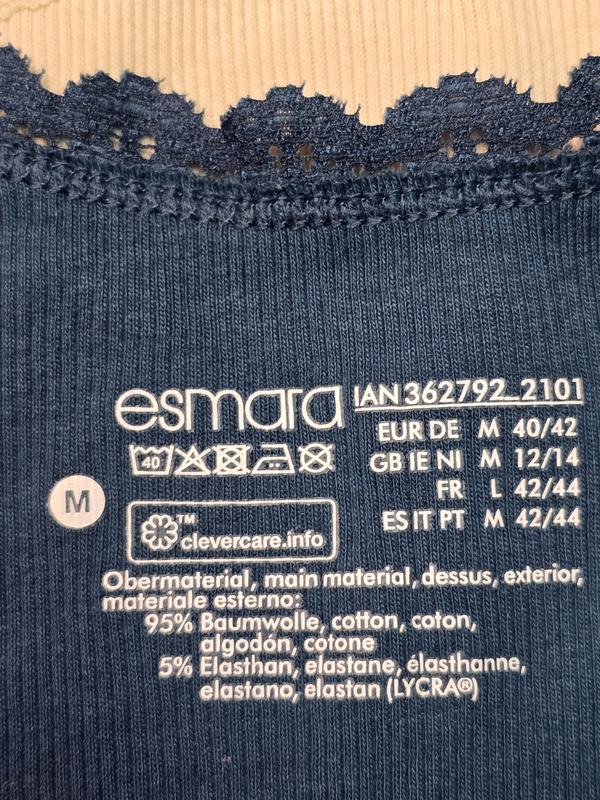 esmara
IAN 362792_2101
EUR DE M 40/42
GB IE NI M 12/14
FR L 42/44
ES IT PT M 42/44
40
M
TM
clevercare.info
Obermaterial, main material, dessus, exterior,
materiale esterno:
95% Baumwolle, cotton, coton,
algodón, cotone
5% Elasthan, elastane, élasthanne,
elastano, elastan (LYCRA®)